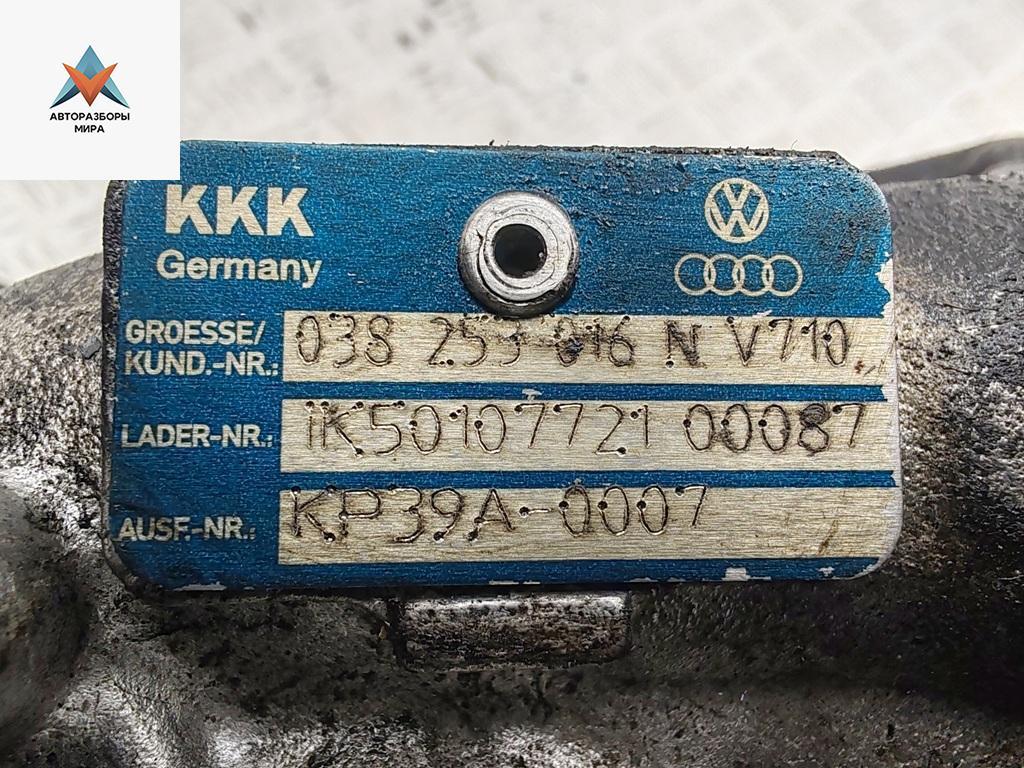 АВТОРАЗБОРЫ
МИРА
KKK
Germany
GROESSE/
KUND.-NR.: 038 253 016 N V710
LADER-NR.: 1K50107721 00087
AUSF.-NR.: KP39A-0007